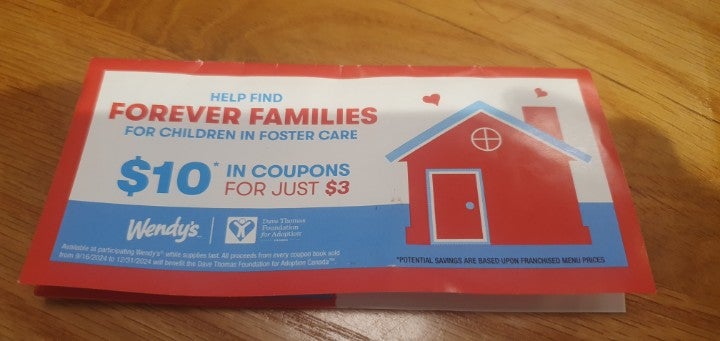 HELP FIND
FOREVER FAMILIES
FOR CHILDREN IN FOSTER CARE
$10* IN COUPONS
FOR JUST $3
Wendy's
Dave Thomas
Foundation
for Adoption
Available at participating Wendy's® while supplies last. All proceeds from every coupon book sold
from 9/16/2024 to 12/31/2024 will benefit the Dave Thomas Foundation for Adoption Canada™
*POTENTIAL SAVINGS ARE BASED UPON FRANCHISED MENU PRICES